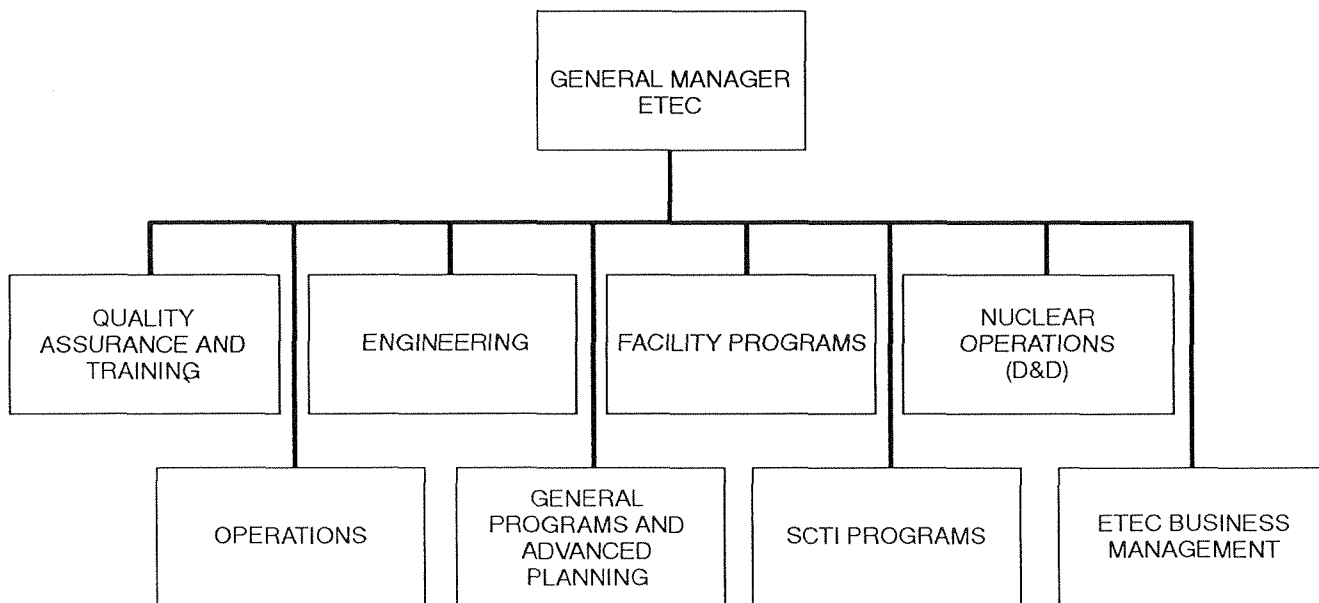 GENERAL MANAGER
ETEC
QUALITY
ASSURANCE AND
TRAINING
ENGINEERING
FACILITY PROGRAMS
NUCLEAR
OPERATIONS
(D&D)
OPERATIONS
GENERAL
PROGRAMS AND
ADVANCED
PLANNING
SCTI PROGRAMS
ETEC BUSINESS
MANAGEMENT